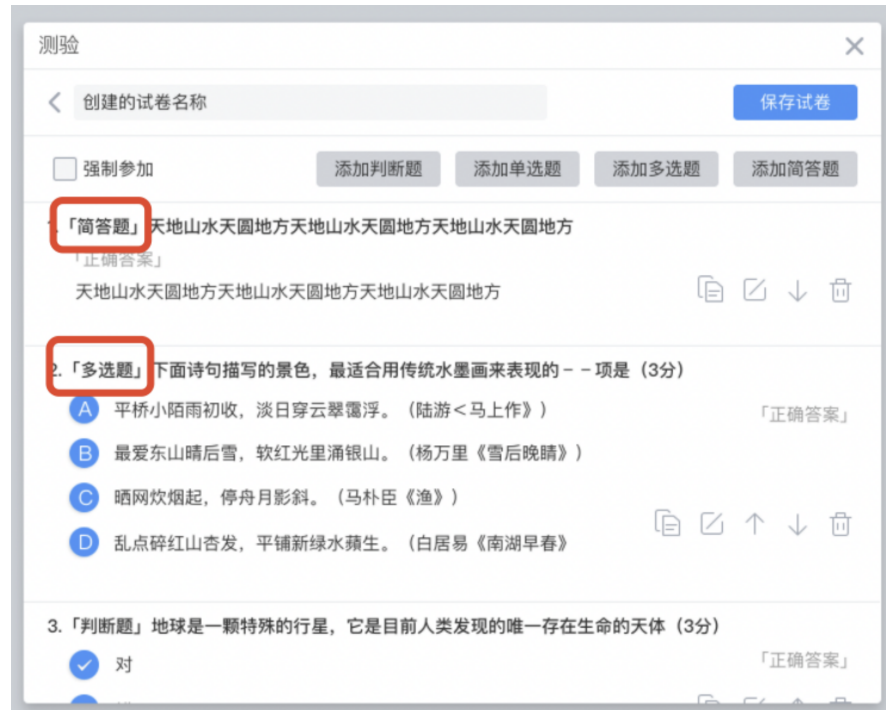 测验
创建的试卷名称
保存试卷
强制参加 添加判断题 添加单选题 添加多选题 添加简答题
1.「简答题」天地山水天圆地方天地山水天圆地方天地山水天圆地方
「正确答案」
天地山水天圆地方天地山水天圆地方天地山水天圆地方
2.「多选题」下面诗句描写的景色，最适合用传统水墨画来表现的－－项是（3分）
A 平桥小陌雨初收，淡日穿云翠霭浮。（陆游<马上作》）
「正确答案」
B 最爱东山晴后雪，软红光里涌银山。（杨万里《雪后晚睛》）
C 晒网炊烟起，停舟月影斜。（马朴臣《渔》）
D 乱点碎红山杏发，平铺新绿水蘋生。（白居易《南湖早春》
3.「判断题」地球是一颗特殊的行星，它是目前人类发现的唯一存在生命的天体（3分）
对
「正确答案」